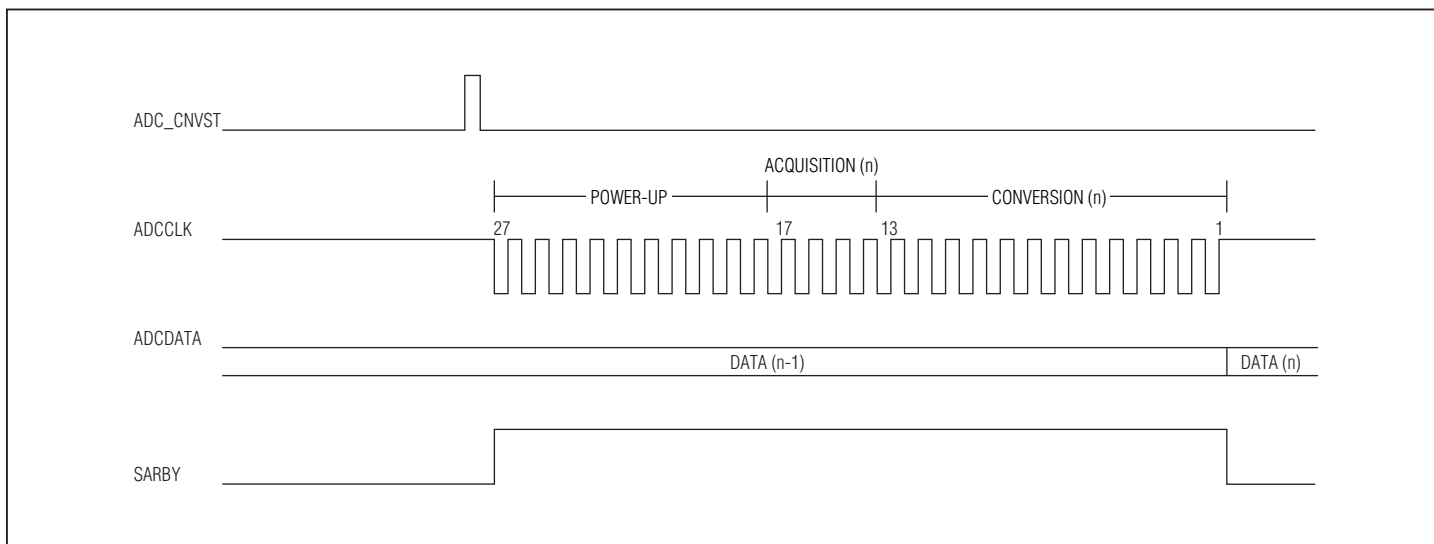 ADC_CNVST
ACQUISITION (n)
POWER-UP
CONVERSION (n)
ADCCLK
27
17
13
1
ADCDATA
DATA (n-1)
DATA (n)
SARBY